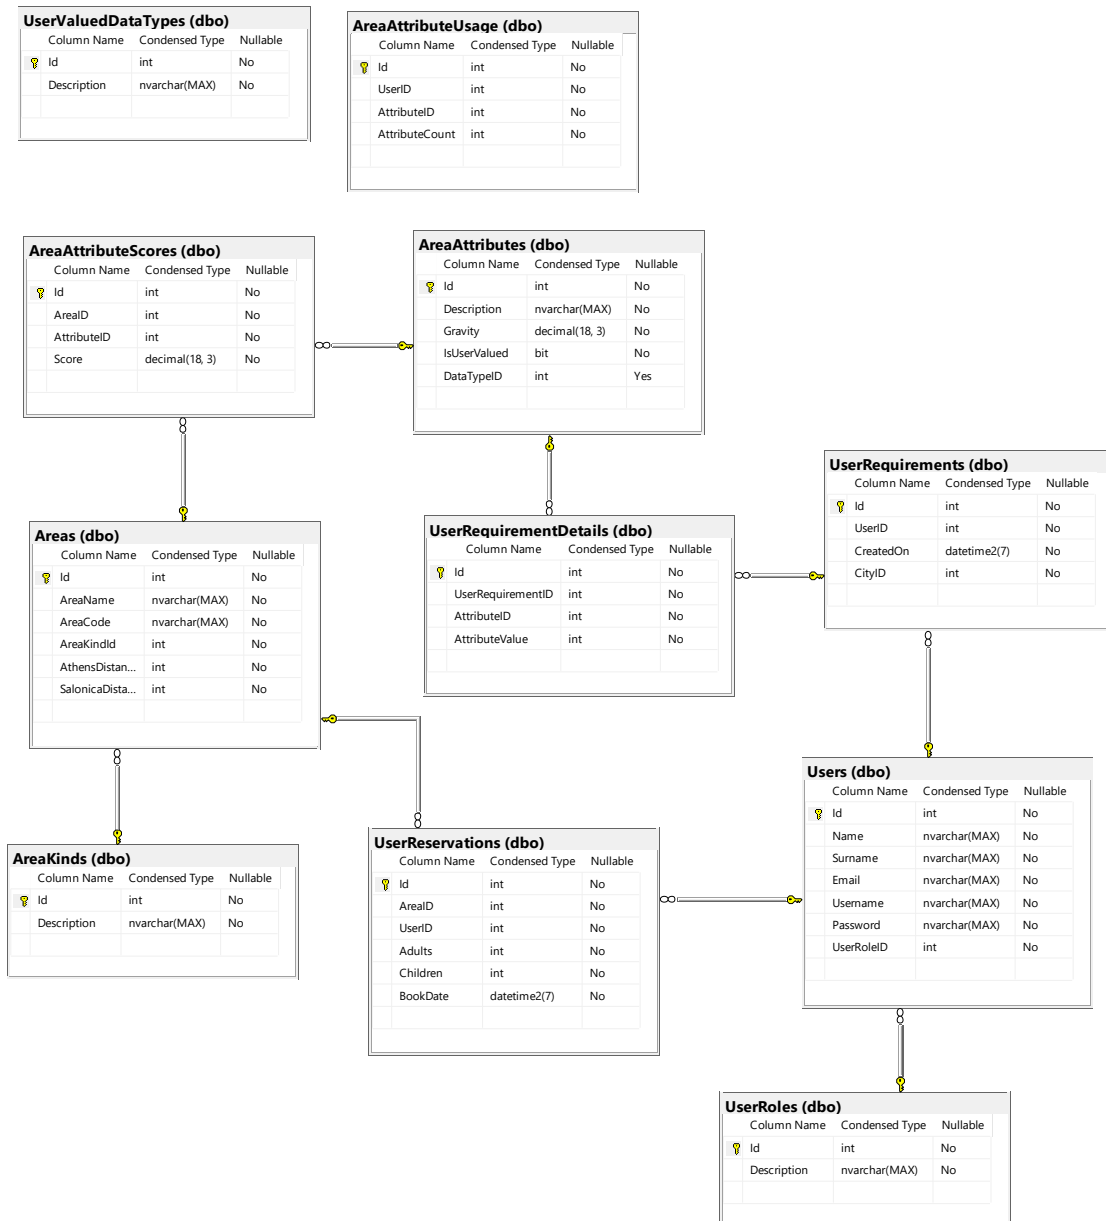 UserValuedDataTypes (dbo)
Column Name Condensed Type Nullable
Id int No
Description nvarchar(MAX) No
AreaAttributeUsage (dbo)
Column Name Condensed Type Nullable
Id int No
UserID int No
AttributeID int No
AttributeCount int No
AreaAttributeScores (dbo)
Column Name Condensed Type Nullable
Id int No
AreaID int No
AttributeID int No
Score decimal(18, 3) No
AreaAttributes (dbo)
Column Name Condensed Type Nullable
Id int No
Description nvarchar(MAX) No
Gravity decimal(18, 3) No
IsUserValued bit No
DataTypeID int Yes
UserRequirements (dbo)
Column Name Condensed Type Nullable
Id int No
UserID int No
CreatedOn datetime2(7) No
CityID int No
Areas (dbo)
Column Name Condensed Type Nullable
Id int No
AreaName nvarchar(MAX) No
AreaCode nvarchar(MAX) No
AreaKindId int No
AthensDistan... int No
SalonicaDista... int No
UserRequirementDetails (dbo)
Column Name Condensed Type Nullable
Id int No
UserRequirementID int No
AttributeID int No
AttributeValue int No
Users (dbo)
Column Name Condensed Type Nullable
Id int No
Name nvarchar(MAX) No
Surname nvarchar(MAX) No
Email nvarchar(MAX) No
Username nvarchar(MAX) No
Password nvarchar(MAX) No
UserRoleID int No
AreaKinds (dbo)
Column Name Condensed Type Nullable
Id int No
Description nvarchar(MAX) No
UserReservations (dbo)
Column Name Condensed Type Nullable
Id int No
AreaID int No
UserID int No
Adults int No
Children int No
BookDate datetime2(7) No
UserRoles (dbo)
Column Name Condensed Type Nullable
Id int No
Description nvarchar(MAX) No